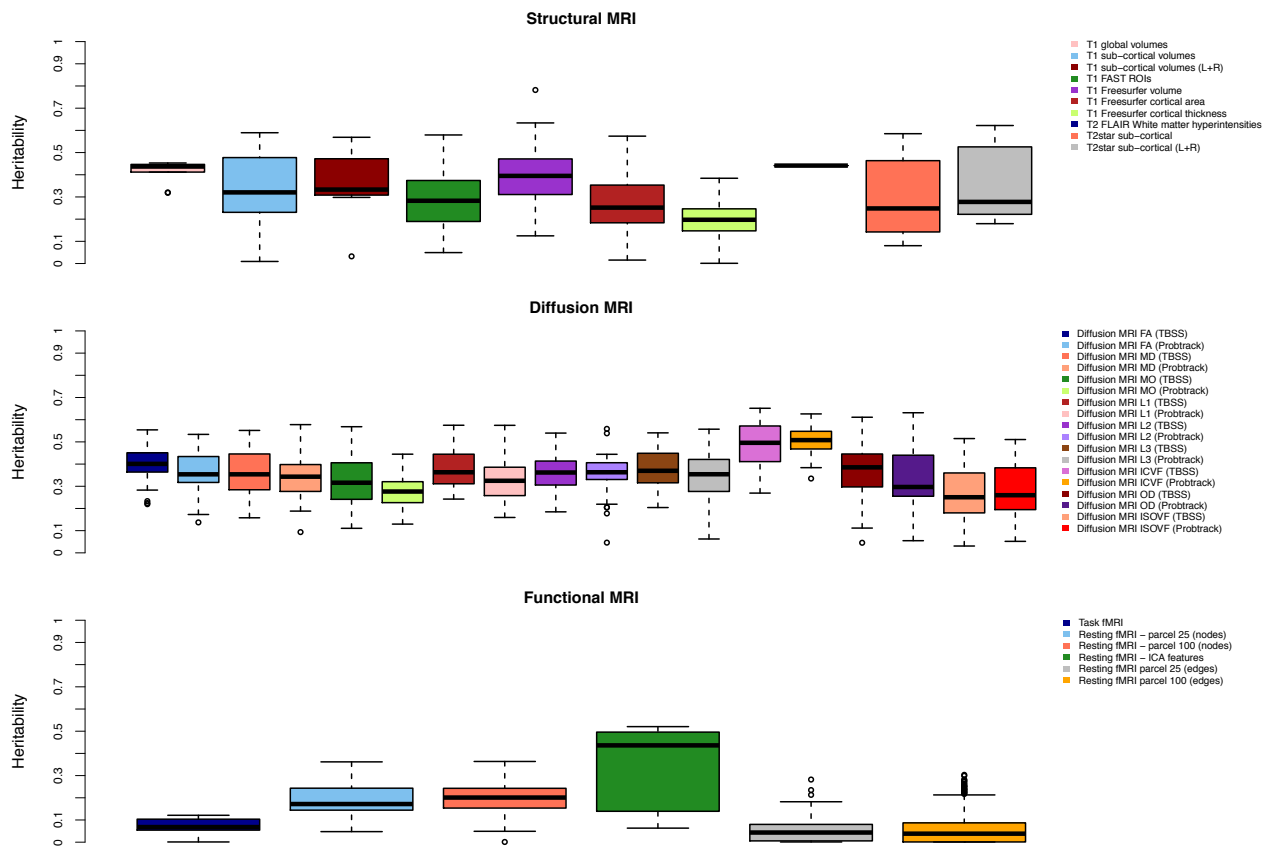 Structural MRI
Heritability
1
0.9
0.7
0.5
0.3
0.1
0
T1 global volumes
T1 sub−cortical volumes
T1 sub−cortical volumes (L+R)
T1 FAST ROIs
T1 Freesurfer volume
T1 Freesurfer cortical area
T1 Freesurfer cortical thickness
T2 FLAIR White matter hyperintensities
T2star sub−cortical
T2star sub−cortical (L+R)
Diffusion MRI
Heritability
1
0.9
0.7
0.5
0.3
0.1
0
Diffusion MRI FA (TBSS)
Diffusion MRI FA (Probtrack)
Diffusion MRI MD (TBSS)
Diffusion MRI MD (Probtrack)
Diffusion MRI MO (TBSS)
Diffusion MRI MO (Probtrack)
Diffusion MRI L1 (TBSS)
Diffusion MRI L1 (Probtrack)
Diffusion MRI L2 (TBSS)
Diffusion MRI L2 (Probtrack)
Diffusion MRI L3 (TBSS)
Diffusion MRI L3 (Probtrack)
Diffusion MRI ICVF (TBSS)
Diffusion MRI ICVF (Probtrack)
Diffusion MRI OD (TBSS)
Diffusion MRI OD (Probtrack)
Diffusion MRI ISOVF (TBSS)
Diffusion MRI ISOVF (Probtrack)
Functional MRI
Heritability
1
0.9
0.7
0.5
0.3
0.1
0
Task fMRI
Resting fMRI − parcel 25 (nodes)
Resting fMRI − parcel 100 (nodes)
Resting fMRI − ICA features
Resting fMRI parcel 25 (edges)
Resting fMRI parcel 100 (edges)